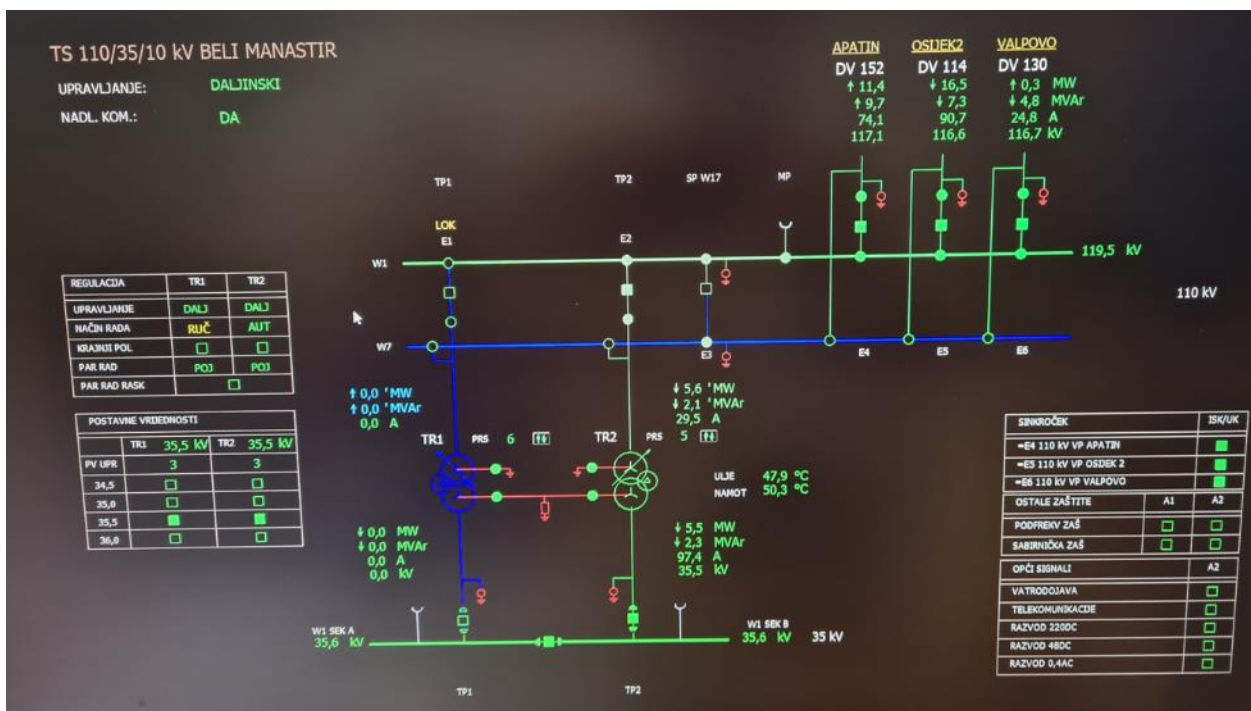 TS 110/35/10 kV BELI MANASTIR
UPRAVLJANJE: DALJINSKI
NADL. KOM.: DA
APATIN OSIJEK2 VALPOVO
DV 152 DV 114 DV 130
↑ 11,4 ↓ 16,5 ↑ 0,3 MW
↑ 9,7 ↓ 7,3 ↓ 4,8 MVAr
74,1 90,7 24,8 A
117,1 116,6 116,7 kV
TP1 TP2 SP W17 MP
LOK
E1 E2
W1 119,5 kV
110 kV
W7 E3 E4 E5 E6
REGULACIJA TR1 TR2
UPRAVLJANJE DALJ DALJ
NAČIN RADA RUČ AUT
KRAJNJI POL
PAR RAD POJ POJ
PAR RAD RASK
↑ 0,0 'MW
↑ 0,0 'MVAr
0,0 A
↓ 5,6 'MW
↓ 2,1 'MVAr
29,5 A
TR1 PRS 6 TR2 PRS 5
ULJE 47,9 °C
NAMOT 50,3 °C
POSTAVNE VRIJEDNOSTI
TR1 35,5 kV TR2 35,5 kV
PV UPR 3 3
34,5
35,0
35,5
36,0
↓ 0,0 MW
↓ 0,0 MVAr
0,0 A
0,0 kV
↓ 5,5 MW
↓ 2,3 MVAr
97,4 A
35,5 kV
SINKROČEK ISK/UK
=E4 110 kV VP APATIN
=E5 110 kV VP OSIJEK 2
=E6 110 kV VP VALPOVO
OSTALE ZAŠTITE A1 A2
PODFREKV ZAŠ
SABIRNIČKA ZAŠ
OPĆI SIGNALI A2
VATRODOJAVA
TELEKOMUNIKACIJE
RAZVOD 220DC
RAZVOD 48DC
RAZVOD 0,4AC
W1 SEK A
35,6 kV
W1 SEK B
35,6 kV 35 kV
TP1 TP2